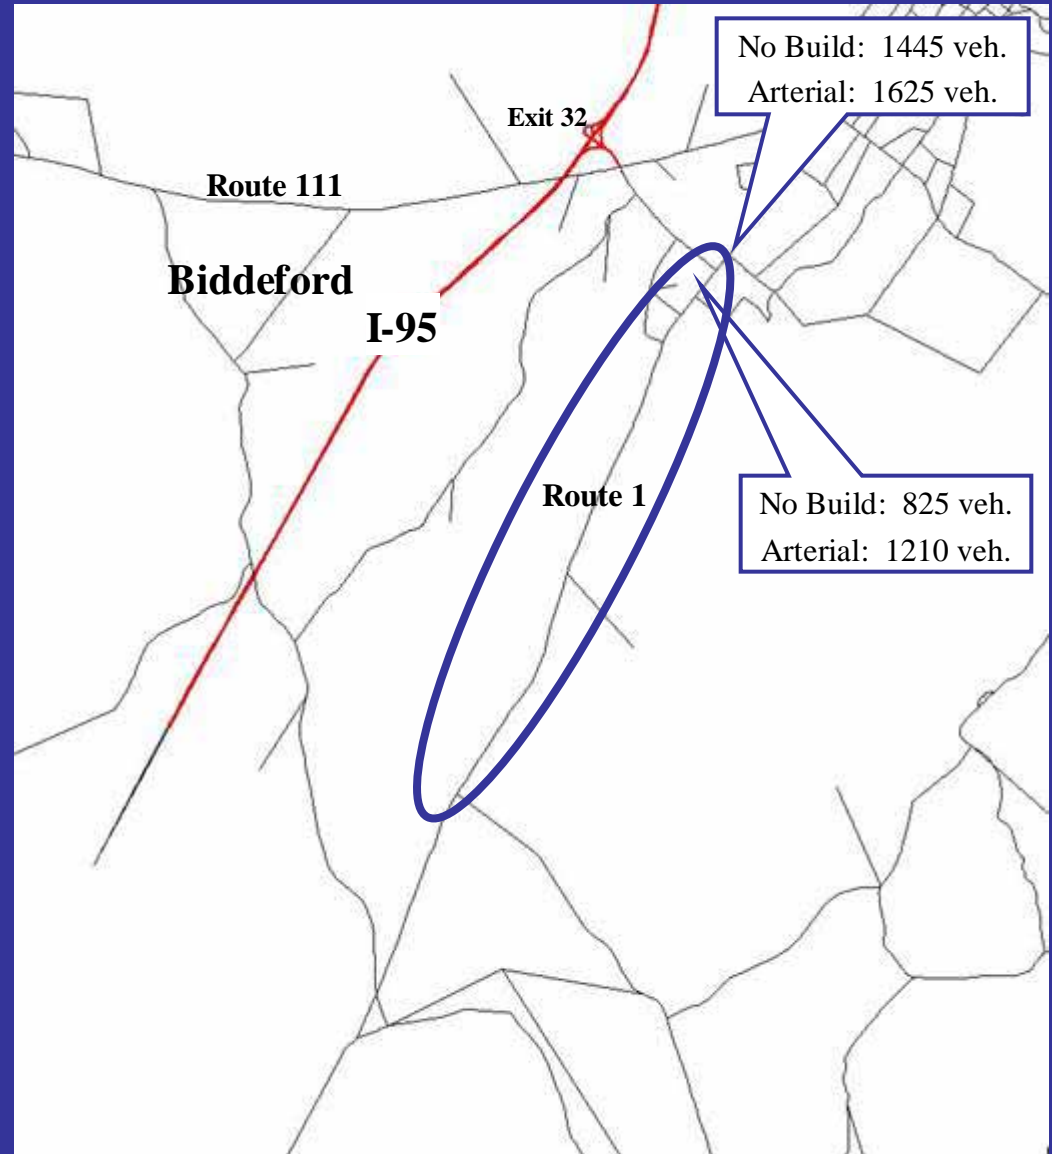 No Build: 1445 veh.
Arterial: 1625 veh.
Exit 32
Route 111
Biddeford
I-95
Route 1
No Build: 825 veh.
Arterial: 1210 veh.